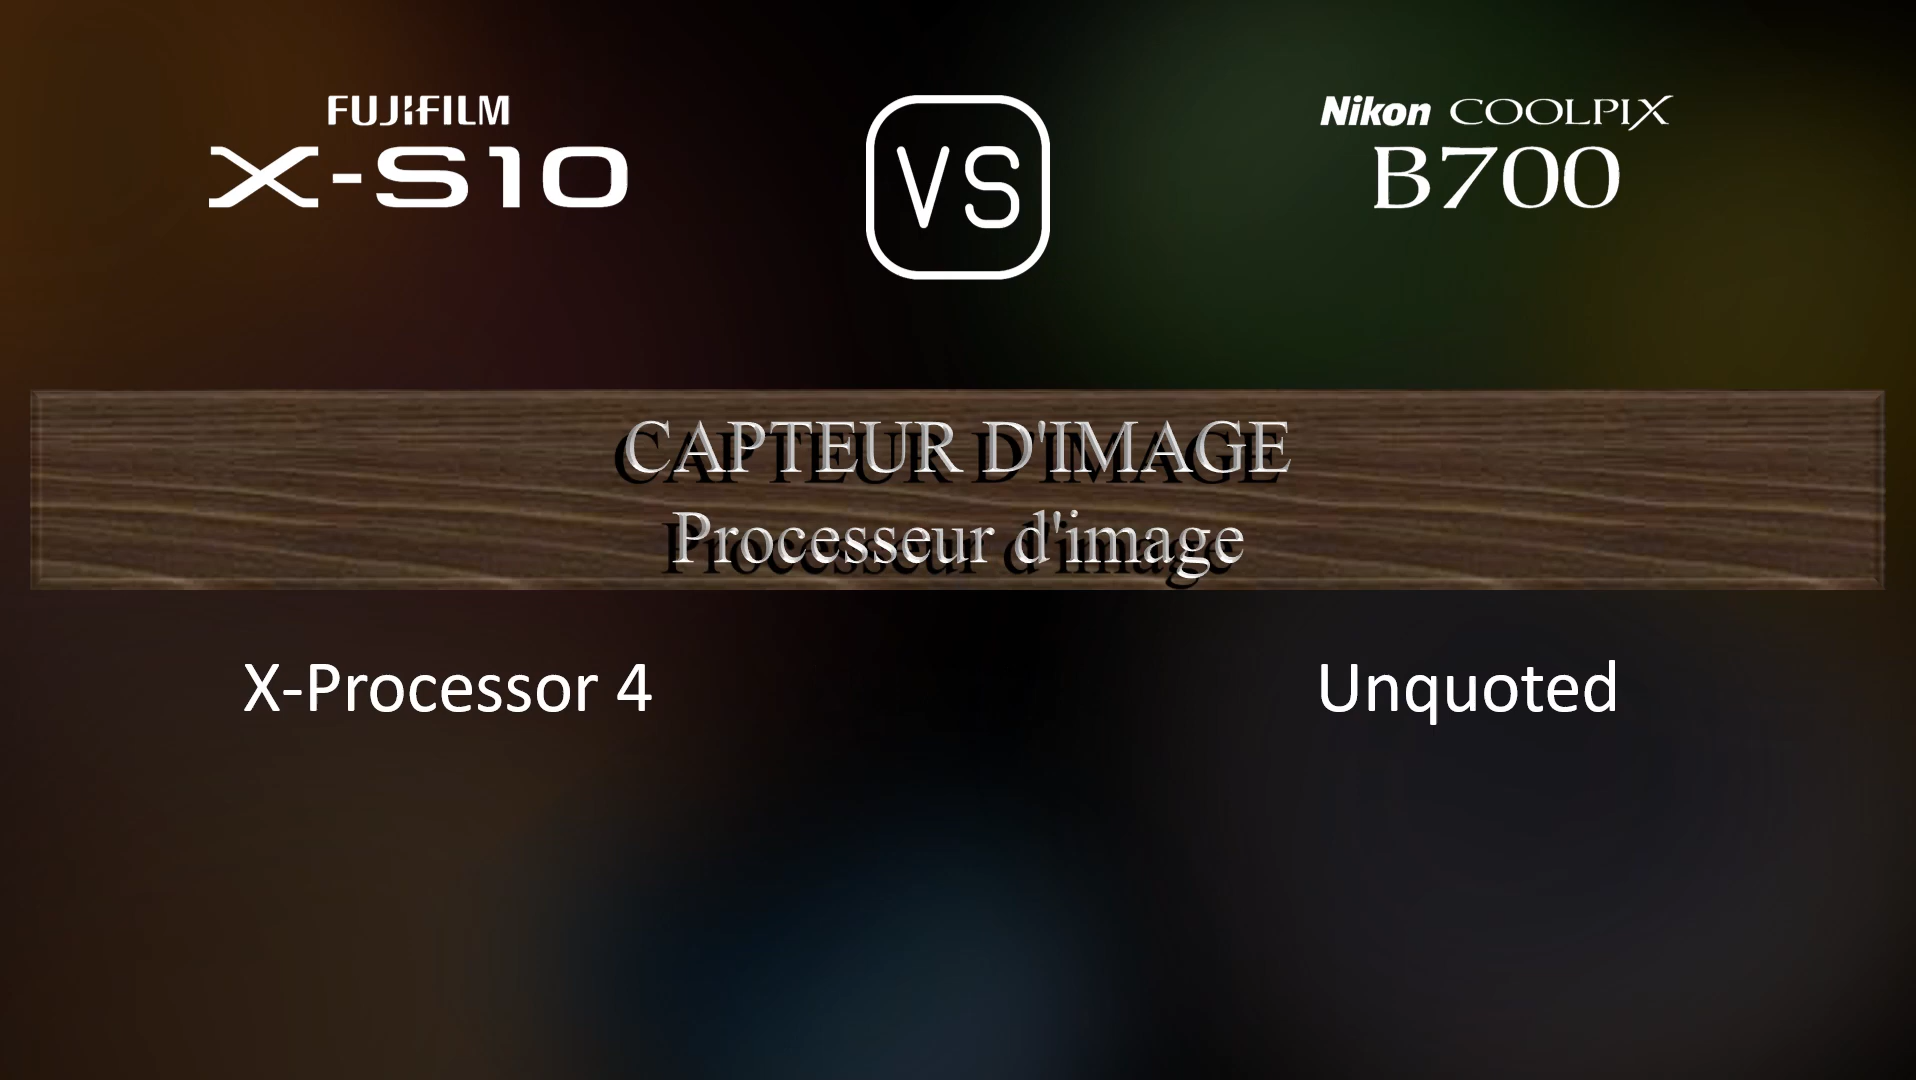 FUJIFILM
X-S10
VS
Nikon COOLPIX
B700
CAPTEUR D'IMAGE
Processeur d'image
X-Processor 4
Unquoted